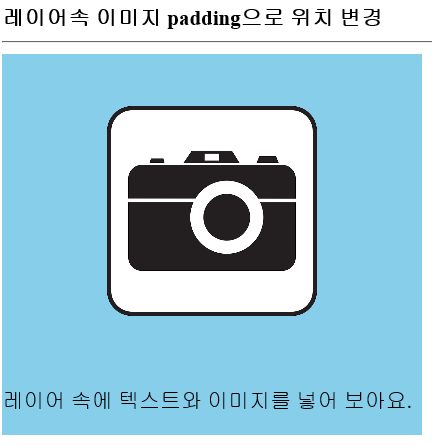 레이어속 이미지 padding으로 위치 변경
레이어 속에 텍스트와 이미지를 넣어 보아요.